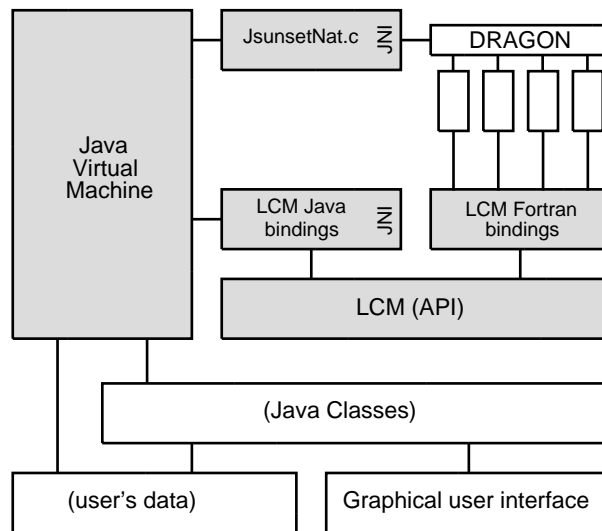 JsunsetNat.c
JNI
DRAGON
Java
Virtual
Machine
LCM Java
bindings
JNI
LCM Fortran
bindings
LCM (API)
(Java Classes)
(user's data)
Graphical user interface